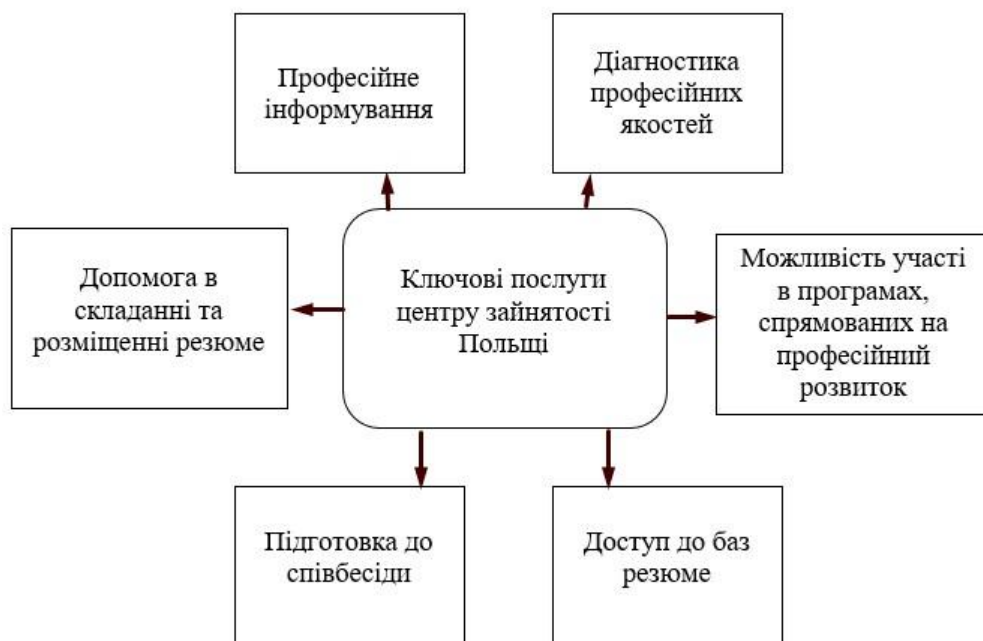 Професійне
інформування
Діагностика
професійних
якостей
Допомога в
складанні та
розміщенні резюме
Ключові послуги
центру зайнятості
Польщі
Можливість участі
в програмах,
спрямованих на
професійний
розвиток
Підготовка до
співбесіди
Доступ до баз
резюме